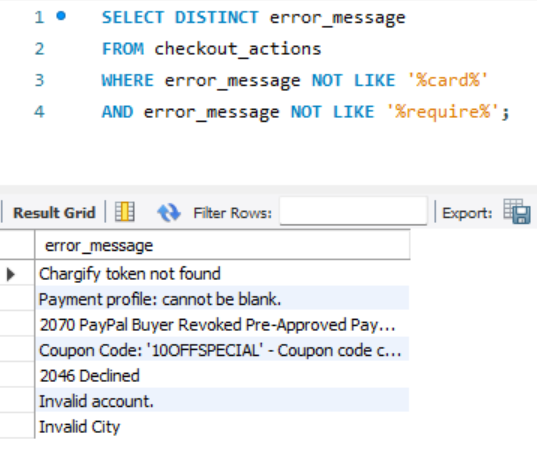 1 SELECT DISTINCT error_message
2 FROM checkout_actions
3 WHERE error_message NOT LIKE '%card%'
4 AND error_message NOT LIKE '%require%';
Result Grid Filter Rows: Export:
error_message
Chargify token not found
Payment profile: cannot be blank.
2070 PayPal Buyer Revoked Pre-Approved Pay...
Coupon Code: '10OFFSPECIAL' - Coupon code c...
2046 Declined
Invalid account.
Invalid City